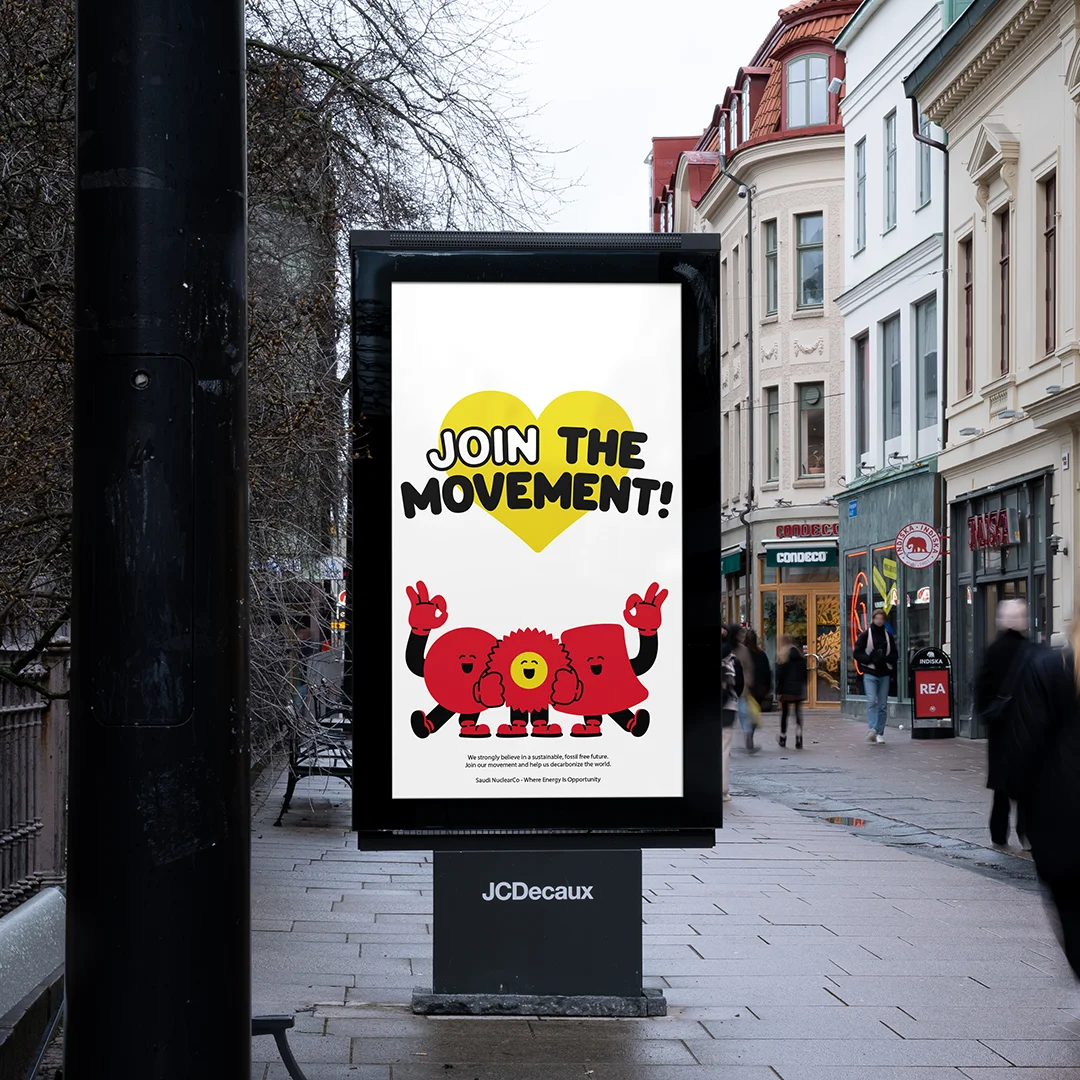 JOIN THE
MOVEMENT!
We strongly believe in a sustainable, fossil free future.
Join our movement and help us decarbonize the world.
Saudi NuclearCo - Where Energy Is Opportunity
JCDecaux
CONDECO
CONDECO
INDISKA · INDISKA
INDISKA
REA